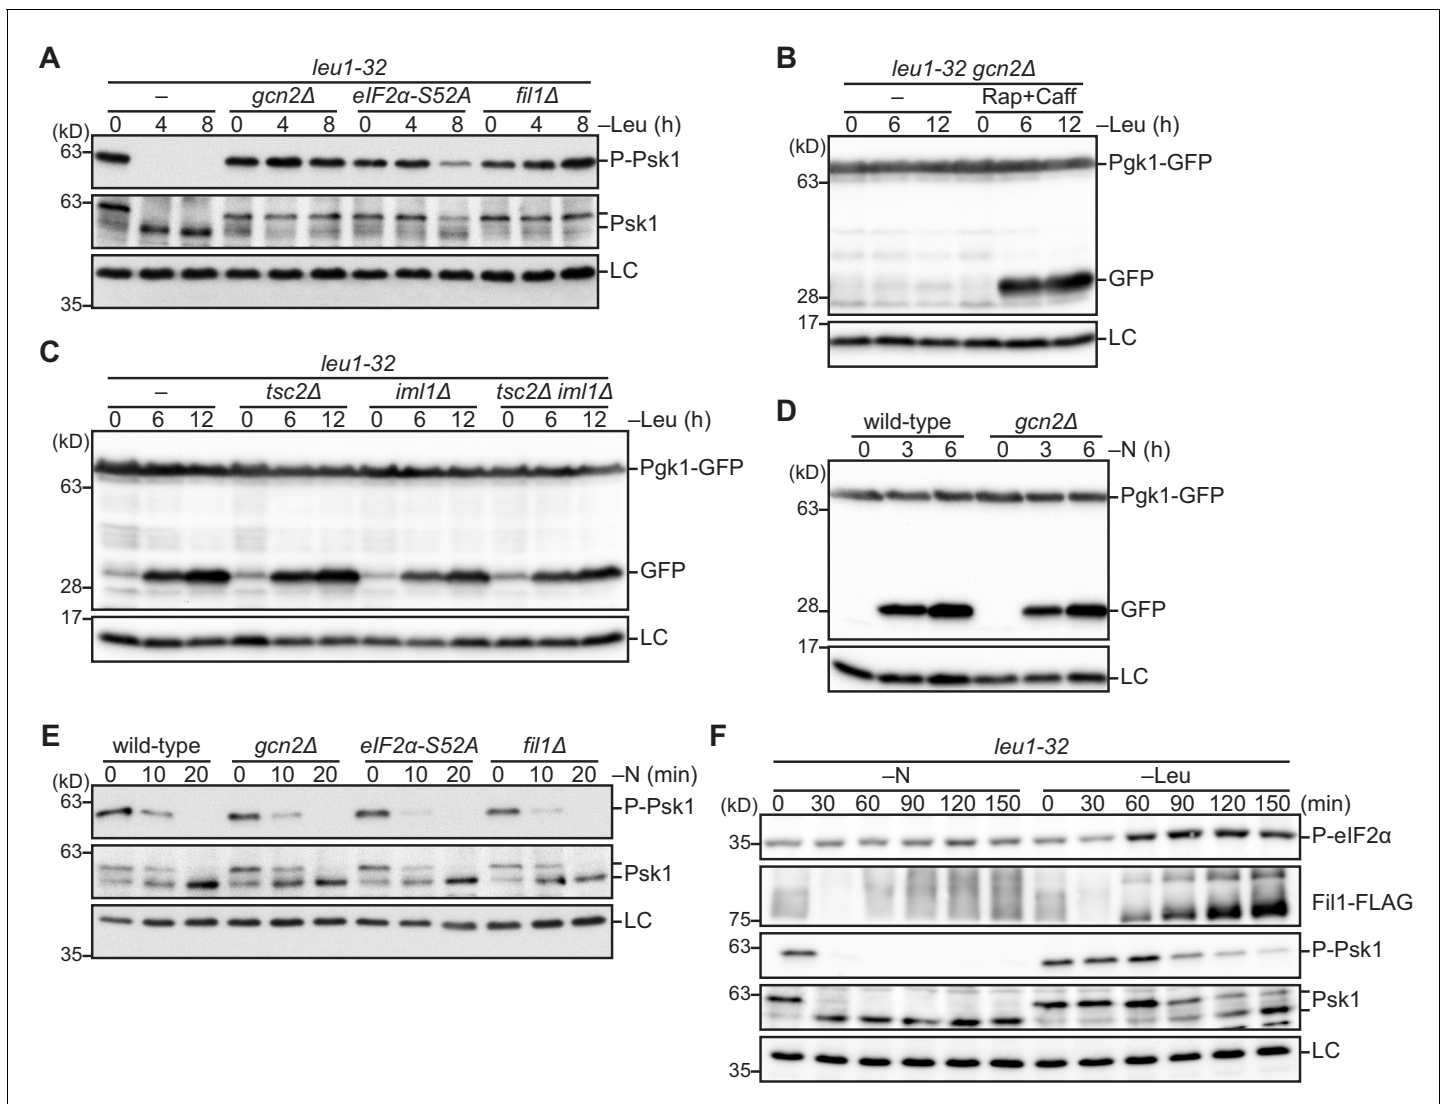 A
leu1-32
– gcn2Δ eIF2α-S52A fil1Δ
(kD) 0 4 8 0 4 8 0 4 8 0 4 8 –Leu (h)
63 P-Psk1
63 Psk1
LC
35
B
leu1-32 gcn2Δ
– Rap+Caff
0 6 12 0 6 12 –Leu (h)
(kD)
Pgk1-GFP
63
GFP
28
17
LC
C
leu1-32
– tsc2Δ iml1Δ tsc2Δ iml1Δ
0 6 12 0 6 12 0 6 12 0 6 12 –Leu (h)
(kD)
Pgk1-GFP
63
GFP
28
17
LC
D
wild-type gcn2Δ
0 3 6 0 3 6 –N (h)
(kD)
Pgk1-GFP
63
28 GFP
17
LC
E
wild-type gcn2Δ eIF2α-S52A fil1Δ
0 10 20 0 10 20 0 10 20 0 10 20 –N (min)
(kD)
63 P-Psk1
63
Psk1
LC
35
F
leu1-32
–N –Leu
(kD) 0 30 60 90 120 150 0 30 60 90 120 150 (min)
35 P-eIF2α
Fil1-FLAG
75
63 P-Psk1
63 Psk1
LC
35